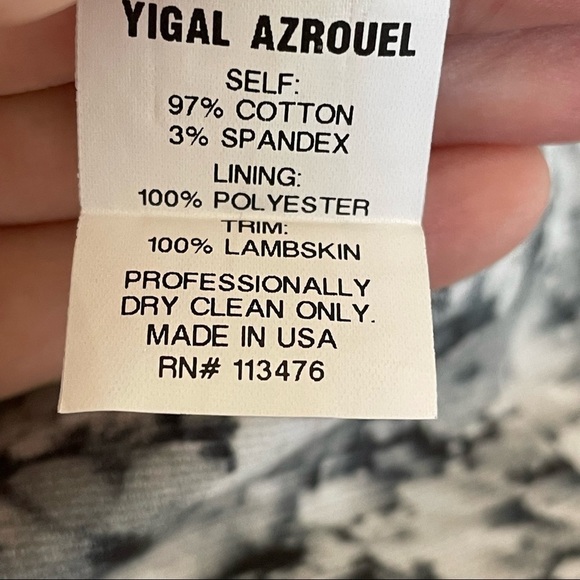 YIGAL AZROUEL
SELF:
97% COTTON
3% SPANDEX
LINING:
100% POLYESTER
TRIM:
100% LAMBSKIN
PROFESSIONALLY
DRY CLEAN ONLY.
MADE IN USA
RN# 113476